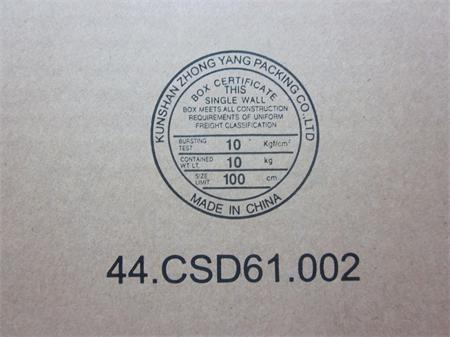 KUNSHAN ZHONG YANG PACKING CO.,LTD
BOX CERTIFICATE
THIS
SINGLE WALL
BOX MEETS ALL CONSTRUCTION
REQUIREMENTS OF UNIFORM
FREIGHT CLASSIFICATION
BURSTING TEST 10 Kgf/cm²
CONTAINED WT LT. 10 kg
SIZE LIMIT 100 cm
MADE IN CHINA
44.CSD61.002